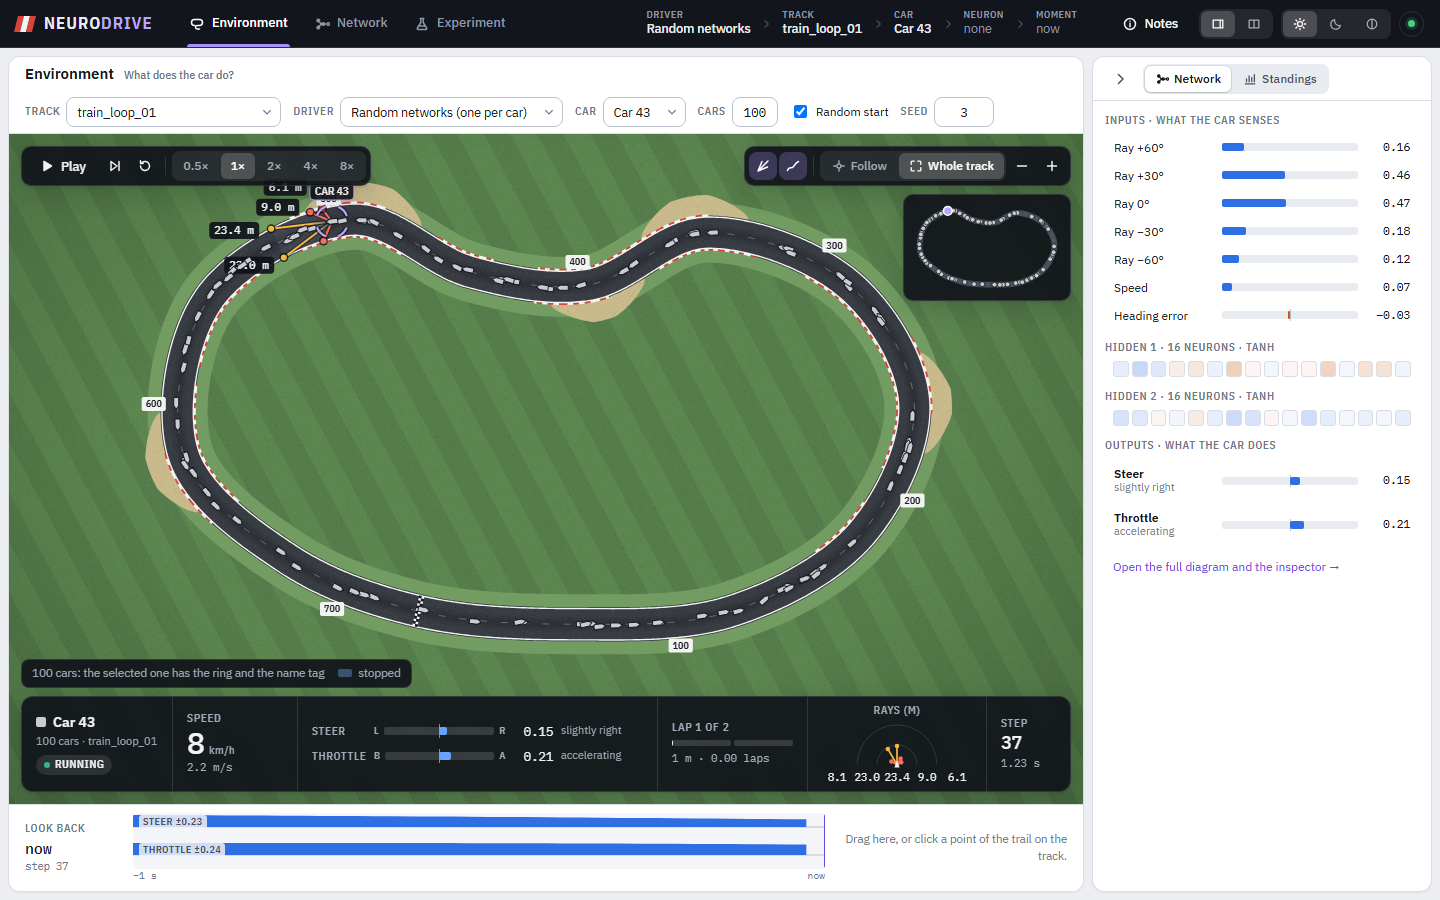 NEURODRIVE
Environment
Network
Experiment
DRIVER
Random networks
TRACK
train_loop_01
CAR
Car 43
NEURON
none
MOMENT
now
Notes
Environment What does the car do?
TRACK train_loop_01 DRIVER Random networks (one per car) CAR Car 43 CARS 100 Random start SEED 3
Play 0.5× 1× 2× 4× 8×
Follow Whole track
6.1 m CAR 43
9.0 m
23.4 m
23.0 m
300
400
600
200
700
100
100 cars: the selected one has the ring and the name tag stopped
Car 43
100 cars · train_loop_01
RUNNING
SPEED
8 km/h
2.2 m/s
STEER L R 0.15 slightly right
THROTTLE B A 0.21 accelerating
LAP 1 OF 2
1 m · 0.00 laps
RAYS (M)
8.1 23.0 23.4 9.0 6.1
STEP
37
1.23 s
LOOK BACK
now
step 37
STEER ±0.23
THROTTLE ±0.24
−1 s now
Drag here, or click a point of the trail on the
track.
Network Standings
INPUTS · WHAT THE CAR SENSES
Ray +60° 0.16
Ray +30° 0.46
Ray 0° 0.47
Ray −30° 0.18
Ray −60° 0.12
Speed 0.07
Heading error −0.03
HIDDEN 1 · 16 NEURONS · TANH
HIDDEN 2 · 16 NEURONS · TANH
OUTPUTS · WHAT THE CAR DOES
Steer 0.15
slightly right
Throttle 0.21
accelerating
Open the full diagram and the inspector →